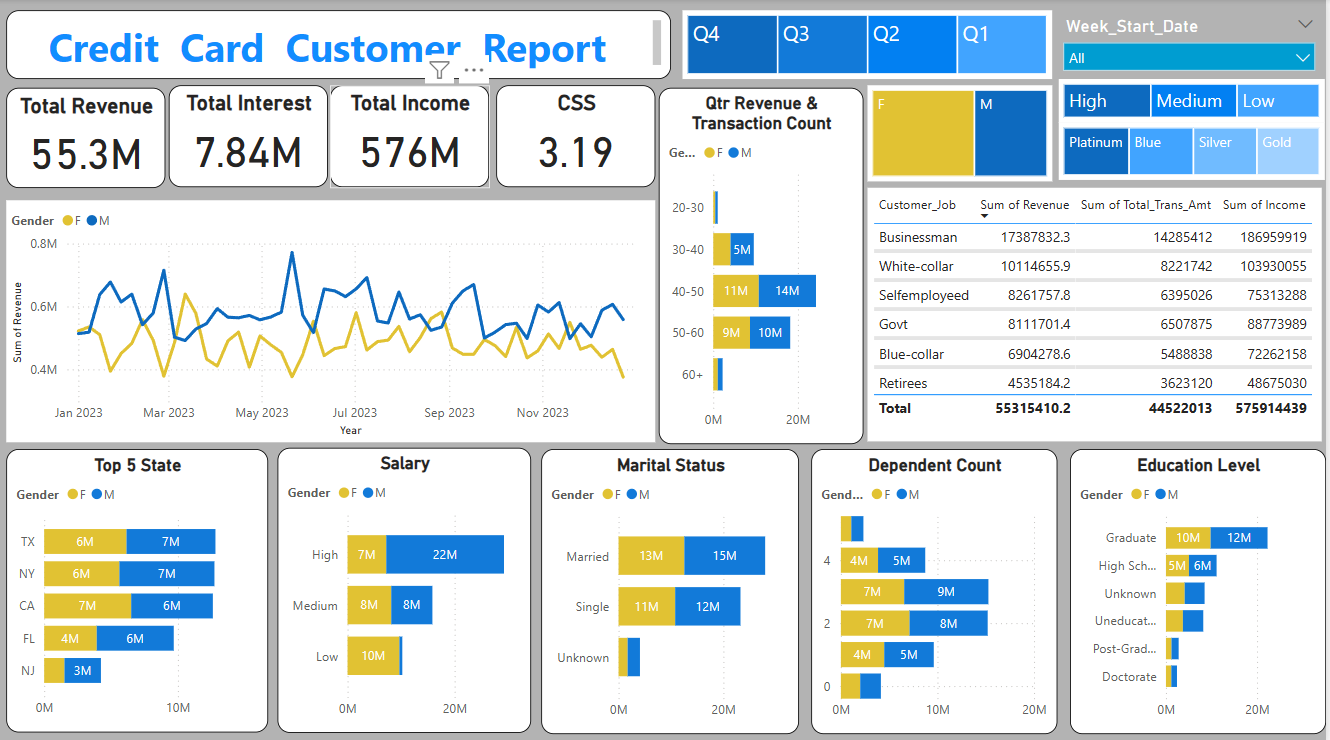 Credit Card Customer Report
Q4 Q3 Q2 Q1
Week_Start_Date
All
Total Revenue
55.3M
Total Interest
7.84M
Total Income
576M
CSS
3.19
Qtr Revenue &
Transaction Count
Ge... F M
20-30
30-40 5M
40-50 11M 14M
50-60 9M 10M
60+
0M 20M
F M
High Medium Low
Platinum Blue Silver Gold
Gender F M
0.8M
0.6M
0.4M
Sum of Revenue
Jan 2023 Mar 2023 May 2023 Jul 2023 Sep 2023 Nov 2023
Year
Customer_Job Sum of Revenue Sum of Total_Trans_Amt Sum of Income
Businessman 17387832.3 14285412 186959919
White-collar 10114655.9 8221742 103930055
Selfemployeed 8261757.8 6395026 75313288
Govt 8111701.4 6507875 88773989
Blue-collar 6904278.6 5488838 72262158
Retirees 4535184.2 3623120 48675030
Total 55315410.2 44522013 575914439
Top 5 State
Gender F M
TX 6M 7M
NY 6M 7M
CA 7M 6M
FL 4M 6M
NJ 3M
0M 10M
Salary
Gender F M
High 7M 22M
Medium 8M 8M
Low 10M
0M 20M
Marital Status
Gender F M
Married 13M 15M
Single 11M 12M
Unknown
0M 20M
Dependent Count
Gend... F M
4 4M 5M
7M 9M
2 7M 8M
4M 5M
0
0M 10M 20M
Education Level
Gender F M
Graduate 10M 12M
High Sch... 5M 6M
Unknown
Uneducat...
Post-Grad...
Doctorate
0M 20M